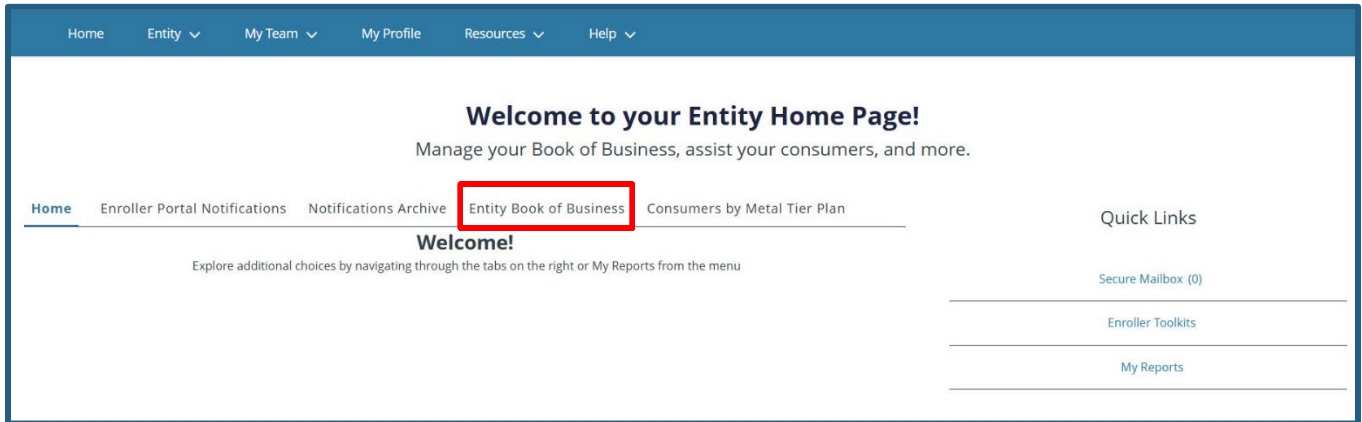 Home Entity My Team My Profile Resources Help
Welcome to your Entity Home Page!
Manage your Book of Business, assist your consumers, and more.
Home Enroller Portal Notifications Notifications Archive Entity Book of Business Consumers by Metal Tier Plan
Welcome!
Explore additional choices by navigating through the tabs on the right or My Reports from the menu
Quick Links
Secure Mailbox (0)
Enroller Toolkits
My Reports